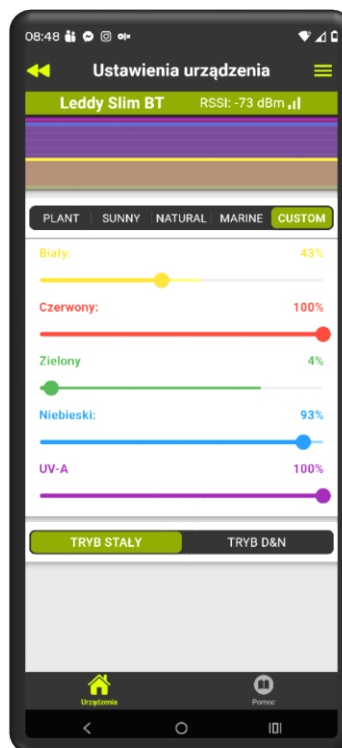 08:48
Ustawienia urządzenia
Leddy Slim BT RSSI: -73 dBm
PLANT SUNNY NATURAL MARINE CUSTOM
Biały: 43%
Czerwony: 100%
Zielony 4%
Niebieski: 93%
UV-A 100%
TRYB STAŁY TRYB D&N
Urządzenia Pomoc